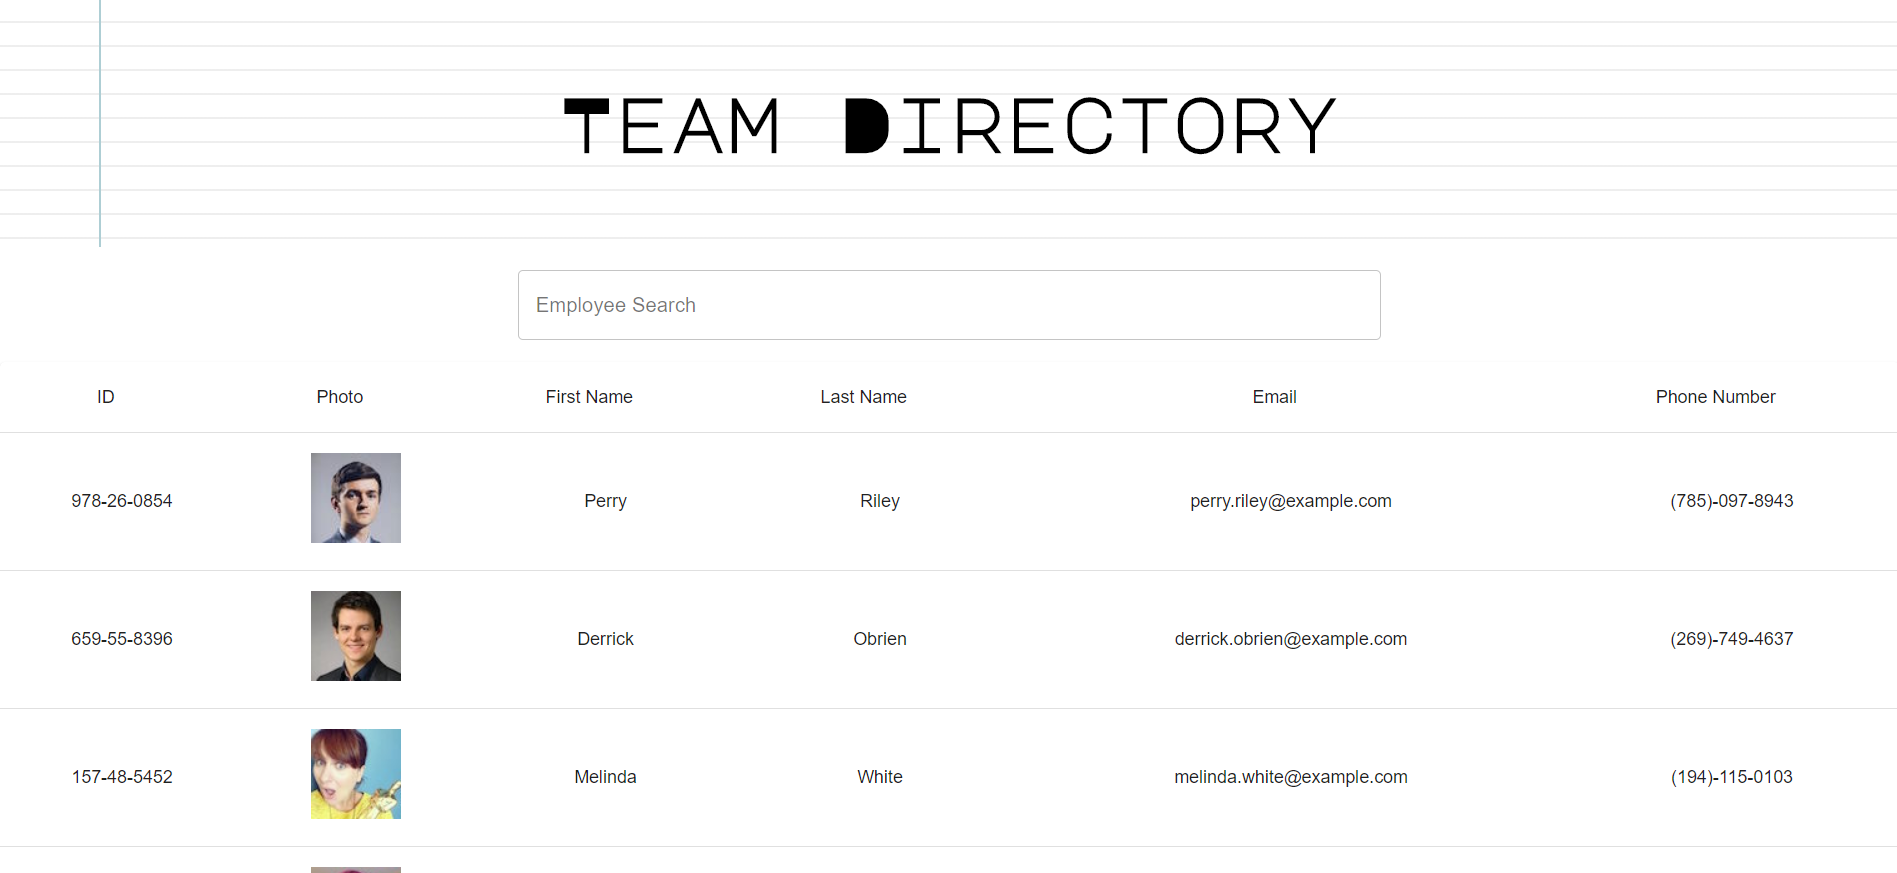 Team Directory
Employee Search
ID Photo First Name Last Name Email Phone Number
978-26-0854 Perry Riley perry.riley@example.com (785)-097-8943
659-55-8396 Derrick Obrien derrick.obrien@example.com (269)-749-4637
157-48-5452 Melinda White melinda.white@example.com (194)-115-0103